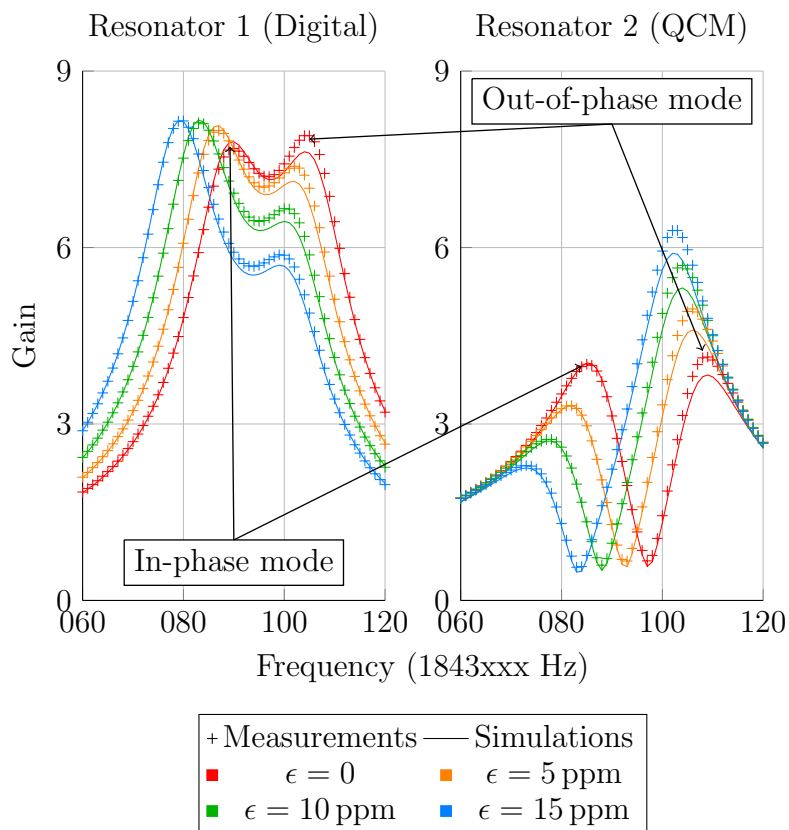 Resonator 1 (Digital) Resonator 2 (QCM)
9 9
Out-of-phase mode
6 6
Gain
3 3
In-phase mode
0 0
060 080 100 120 060 080 100 120
Frequency (1843xxx Hz)
+ Measurements — Simulations
ϵ = 0 ϵ = 5 ppm
ϵ = 10 ppm ϵ = 15 ppm